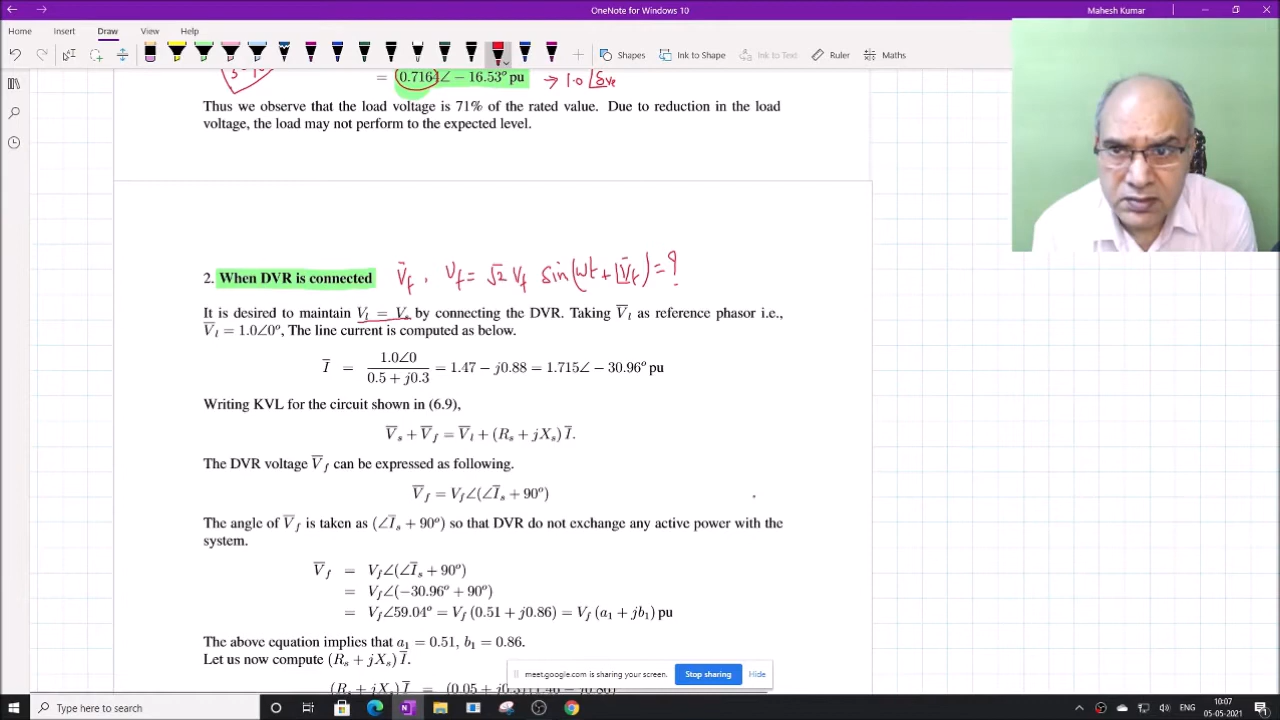 OneNote for Windows 10
Mahesh Kumar
Home Insert Draw View Help
Shapes Ink to Shape Ink to Text Ruler Maths
= 0.7164∠ − 16.53° pu → 1.0 ∠δvl
Thus we observe that the load voltage is 71% of the rated value. Due to reduction in the load
voltage, the load may not perform to the expected level.
2. When DVR is connected V̄f , vf = √2 Vf Sin(ωt + ∠V̄f) = ?
It is desired to maintain Vl = Vs by connecting the DVR. Taking V̄l as reference phasor i.e.,
V̄l = 1.0∠0°, The line current is computed as below.
Ī = 1.0∠0 / 0.5 + j0.3 = 1.47 − j0.88 = 1.715∠ − 30.96° pu
Writing KVL for the circuit shown in (6.9),
V̄s + V̄f = V̄l + (Rs + jXs) Ī.
The DVR voltage V̄f can be expressed as following.
V̄f = Vf∠(∠Īs + 90°)
The angle of V̄f is taken as (∠Īs + 90°) so that DVR do not exchange any active power with the
system.
V̄f = Vf∠(∠Īs + 90°)
= Vf∠(−30.96° + 90°)
= Vf∠59.04° = Vf (0.51 + j0.86) = Vf (a1 + jb1) pu
The above equation implies that a1 = 0.51, b1 = 0.86.
Let us now compute (Rs + jXs) Ī.
meet.google.com is sharing your screen. Stop sharing Hide
(Rs + jXs) Ī =
Type here to search
ENG
10:07
05-05-2021